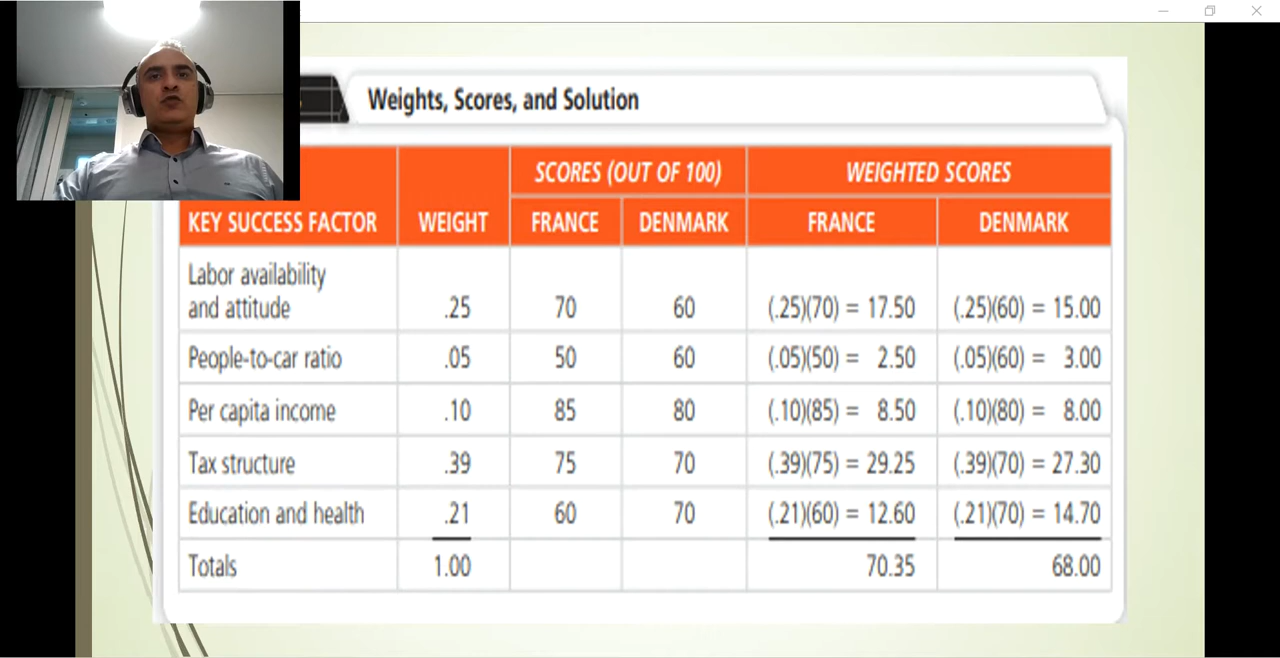 Weights, Scores, and Solution
SCORES (OUT OF 100) WEIGHTED SCORES
KEY SUCCESS FACTOR WEIGHT FRANCE DENMARK FRANCE DENMARK
Labor availability
and attitude .25 70 60 (.25)(70) = 17.50 (.25)(60) = 15.00
People-to-car ratio .05 50 60 (.05)(50) = 2.50 (.05)(60) = 3.00
Per capita income .10 85 80 (.10)(85) = 8.50 (.10)(80) = 8.00
Tax structure .39 75 70 (.39)(75) = 29.25 (.39)(70) = 27.30
Education and health .21 60 70 (.21)(60) = 12.60 (.21)(70) = 14.70
Totals 1.00 70.35 68.00